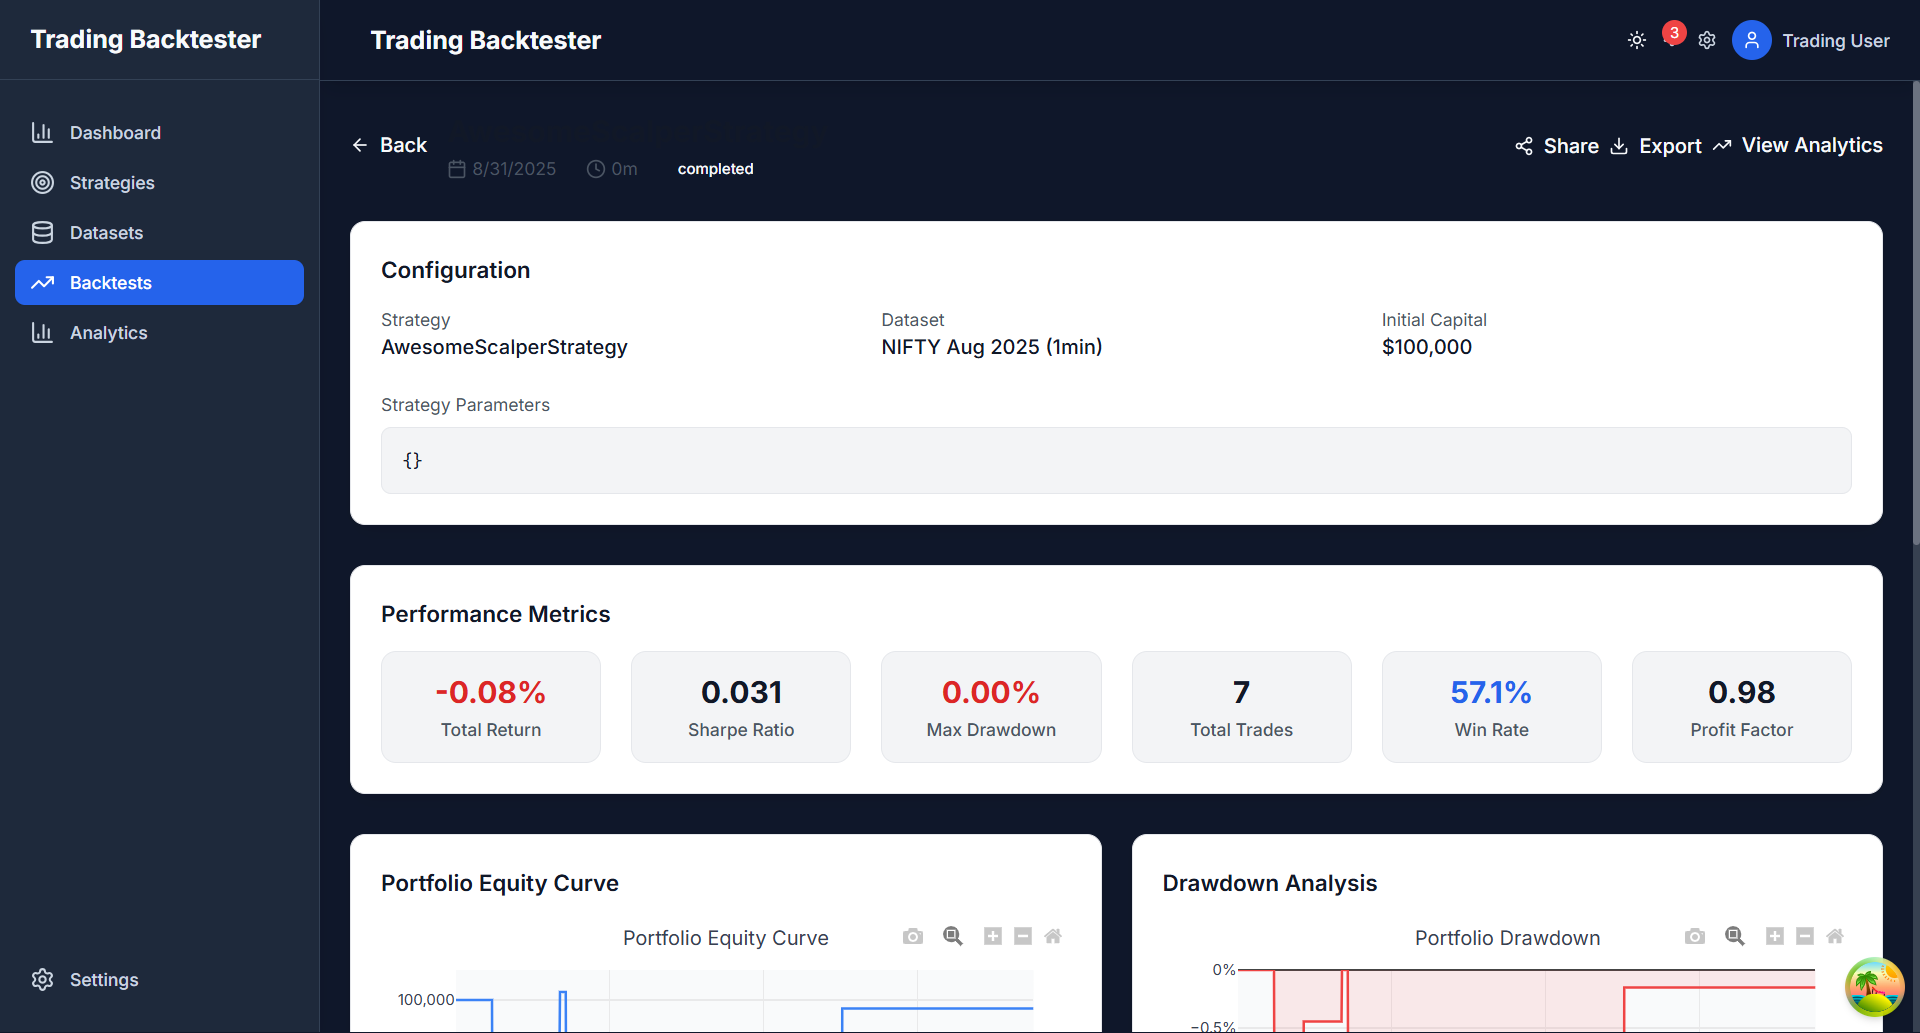 Trading Backtester
Dashboard
Strategies
Datasets
Backtests
Analytics
Settings
Trading Backtester
3
Trading User
Back
8/31/2025
0m
completed
Share
Export
View Analytics
Configuration
Strategy
AwesomeScalperStrategy
Dataset
NIFTY Aug 2025 (1min)
Initial Capital
$100,000
Strategy Parameters
{}
Performance Metrics
-0.08%
Total Return
0.031
Sharpe Ratio
0.00%
Max Drawdown
7
Total Trades
57.1%
Win Rate
0.98
Profit Factor
Portfolio Equity Curve
Portfolio Equity Curve
100,000
Drawdown Analysis
Portfolio Drawdown
0%
−0.5%